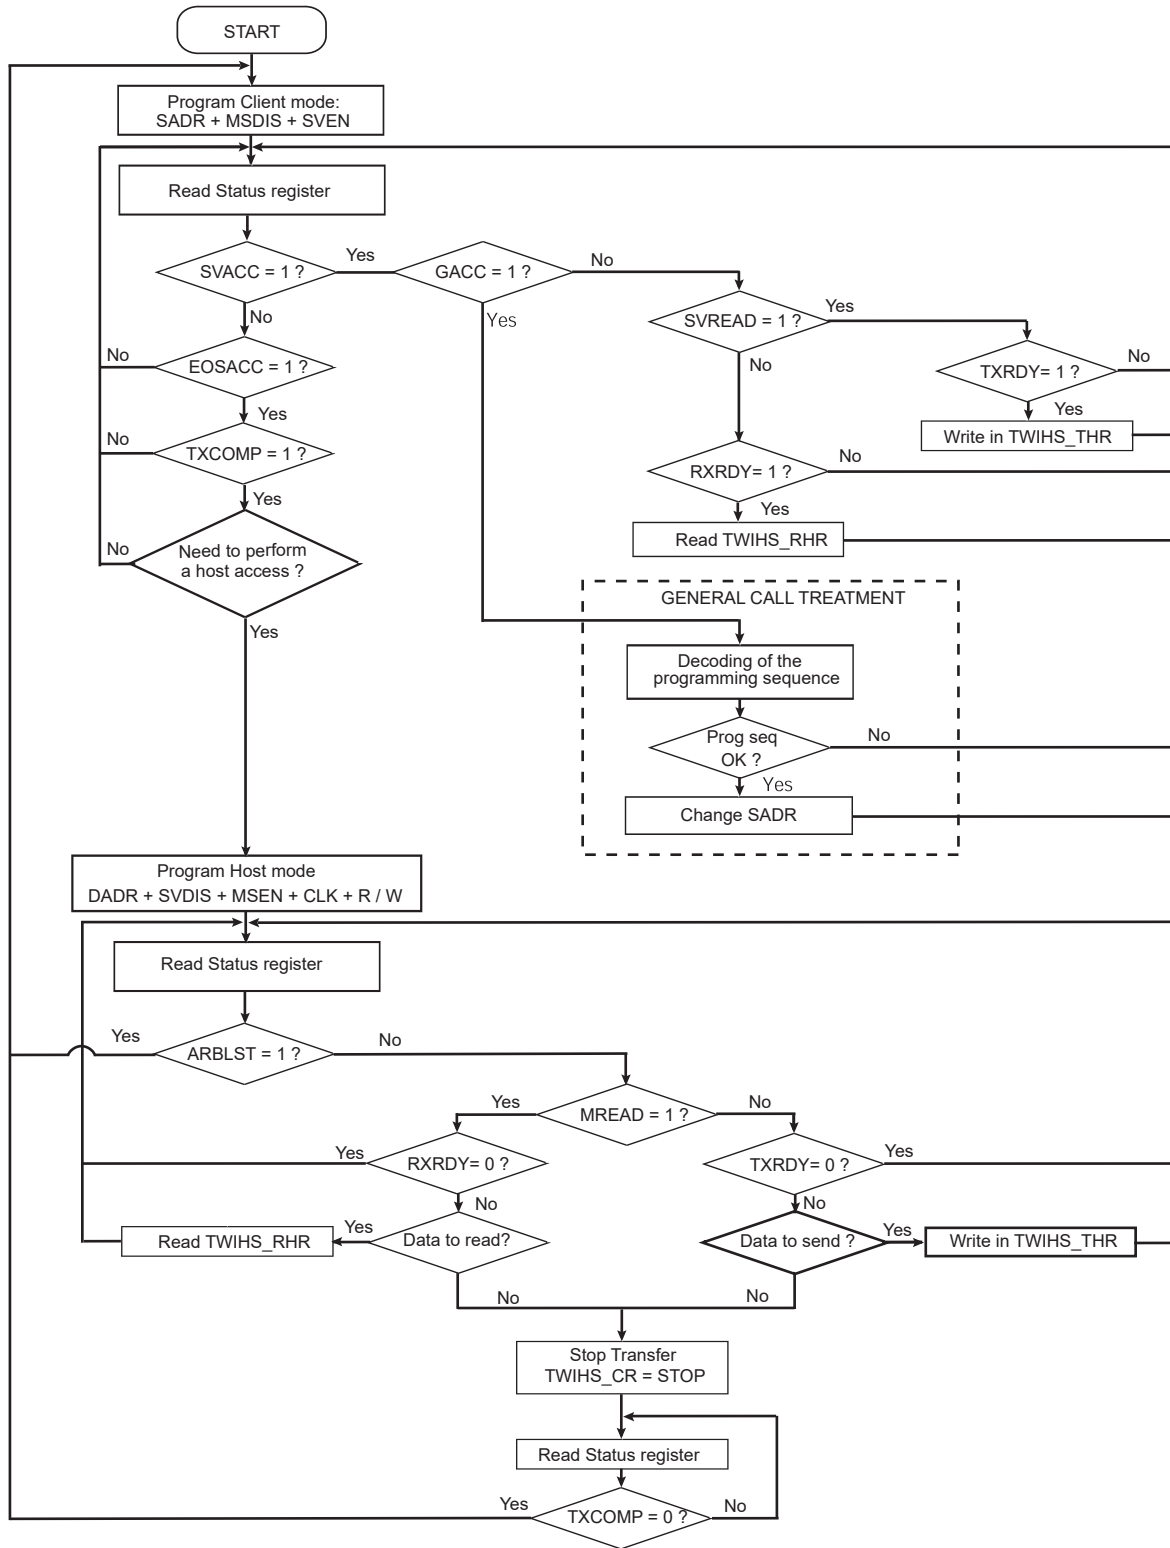 START
Program Client mode:
SADR + MSDIS + SVEN
Read Status register
SVACC = 1 ?
Yes
GACC = 1 ?
No
No
Yes
SVREAD = 1 ?
Yes
No
EOSACC = 1 ?
No
TXRDY= 1 ?
No
Yes
Yes
Write in TWIHS_THR
No
TXCOMP = 1 ?
RXRDY= 1 ?
No
Yes
Yes
Read TWIHS_RHR
No
Need to perform
a host access ?
Yes
GENERAL CALL TREATMENT
Decoding of the
programming sequence
Prog seq
OK ?
No
Yes
Change SADR
Program Host mode
DADR + SVDIS + MSEN + CLK + R / W
Read Status register
Yes
ARBLST = 1 ?
No
Yes
MREAD = 1 ?
No
Yes
RXRDY= 0 ?
TXRDY= 0 ?
Yes
No
No
Read TWIHS_RHR
Yes
Data to read?
Data to send ?
Yes
Write in TWIHS_THR
No
No
Stop Transfer
TWIHS_CR = STOP
Read Status register
Yes
TXCOMP = 0 ?
No